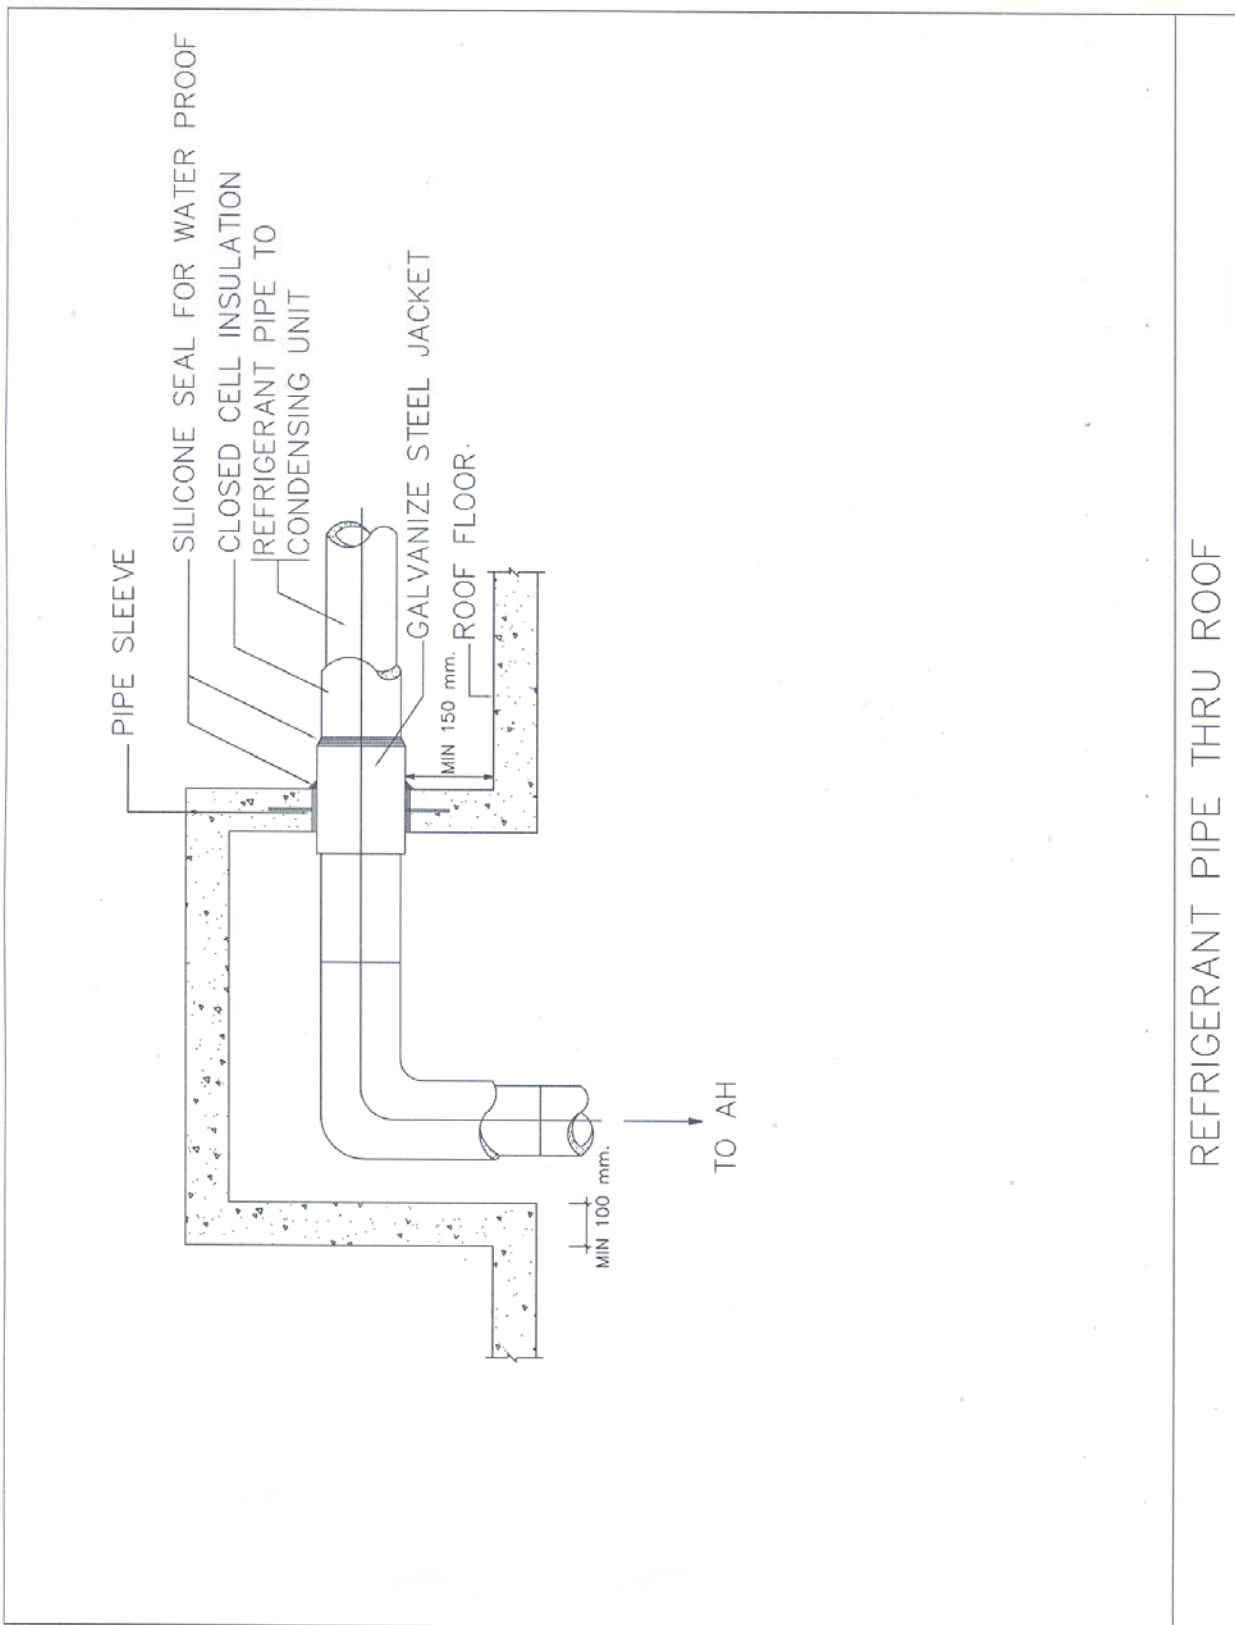 PIPE SLEEVE
SILICONE SEAL FOR WATER PROOF
CLOSED CELL INSULATION
REFRIGERANT PIPE TO
CONDENSING UNIT
GALVANIZE STEEL JACKET
MIN 150 mm.
ROOF FLOOR.
MIN 100 mm.
TO AH
REFRIGERANT PIPE THRU ROOF